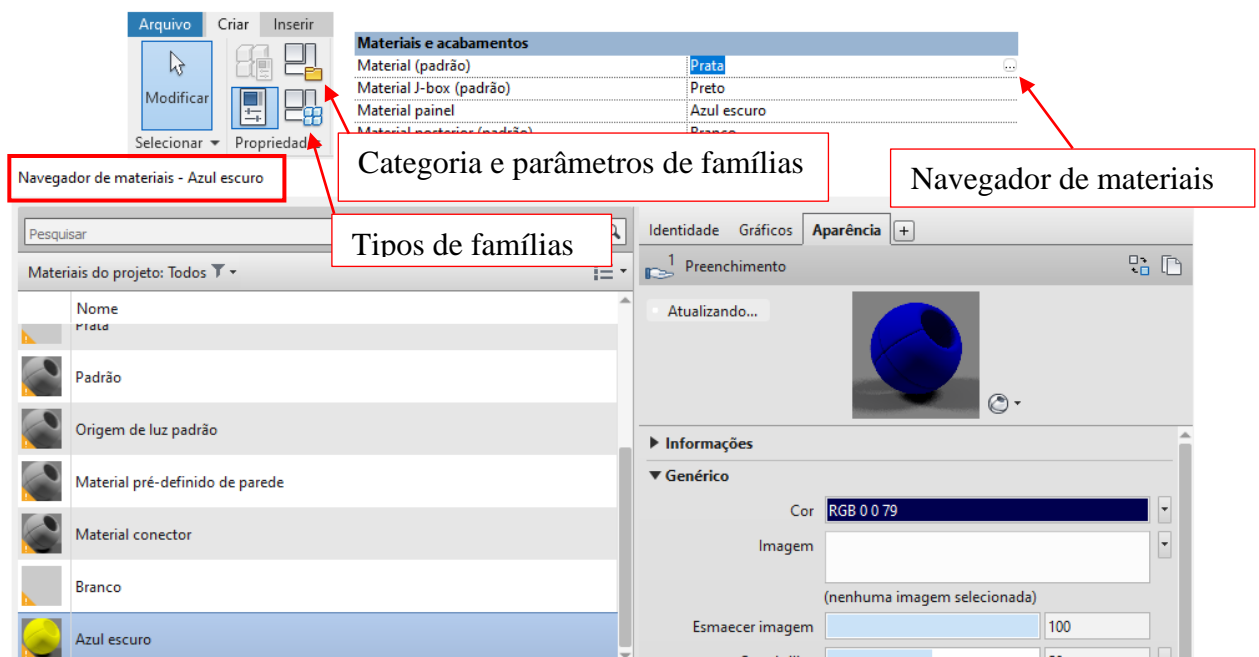 Arquivo Criar Inserir
Modificar
Selecionar Propriedad
Materiais e acabamentos
Material (padrão) Prata ...
Material J-box (padrão) Preto
Material painel Azul escuro
Material posterior (padrão) Branco
Categoria e parâmetros de famílias
Navegador de materiais
Tipos de famílias
Navegador de materiais - Azul escuro
Pesquisar
Materiais do projeto: Todos
Nome
Prata
Padrão
Origem de luz padrão
Material pré-definido de parede
Material conector
Branco
Azul escuro
Identidade Gráficos Aparência +
1 Preenchimento
Atualizando...
Informações
Genérico
Cor RGB 0 0 79
Imagem
(nenhuma imagem selecionada)
Esmaecer imagem 100